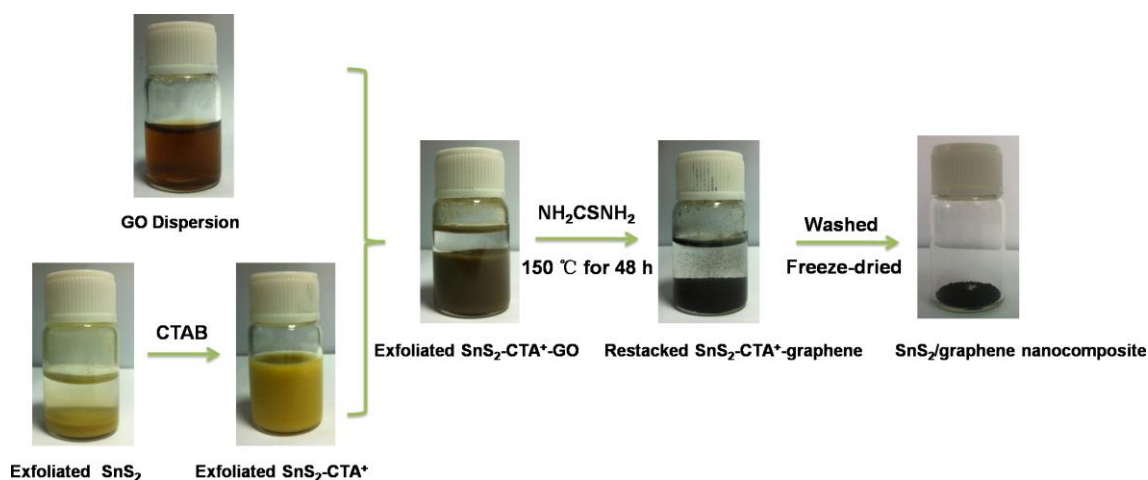 GO Dispersion
CTAB
Exfoliated SnS₂
Exfoliated SnS₂-CTA⁺
Exfoliated SnS₂-CTA⁺-GO
NH₂CSNH₂
150 ℃ for 48 h
Restacked SnS₂-CTA⁺-graphene
Washed
Freeze-dried
SnS₂/graphene nanocomposite